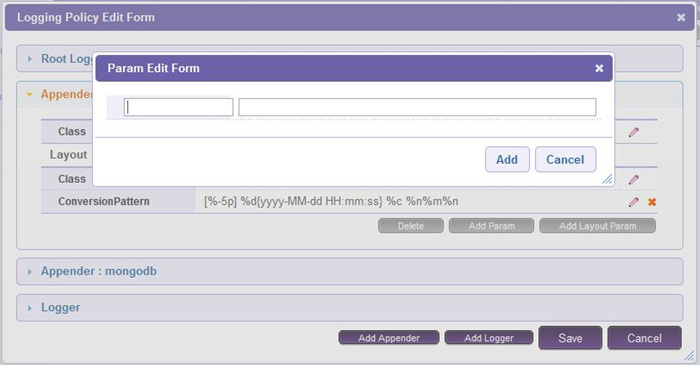 Logging Policy Edit Form
Root Logg
Param Edit Form
Appender
Class
Layout
Add Cancel
Class
ConversionPattern [%-5p] %d{yyyy-MM-dd HH:mm:ss} %c %n%m%n
Delete Add Param Add Layout Param
Appender : mongodb
Logger
Add Appender Add Logger Save Cancel